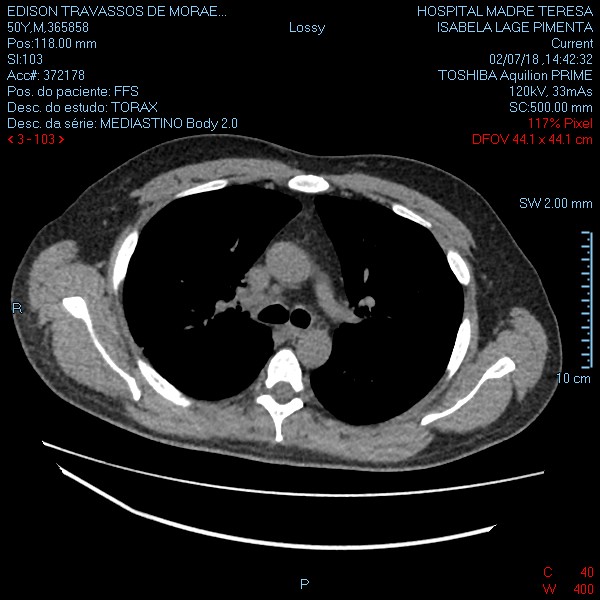 EDISON TRAVASSOS DE MORAE...
50Y,M,365858
Pos:118.00 mm
SI:103
Acc#: 372178
Pos. do paciente: FFS
Desc. do estudo: TORAX
Desc. da série: MEDIASTINO Body 2.0
< 3 - 103 >
Lossy
HOSPITAL MADRE TERESA
ISABELA LAGE PIMENTA
Current
02/07/18 ,14:42:32
TOSHIBA Aquilion PRIME
120kV, 33mAs
SC:500.00 mm
117% Pixel
DFOV 44.1 x 44.1 cm
SW 2.00 mm
R
10 cm
P
C 40
W 400